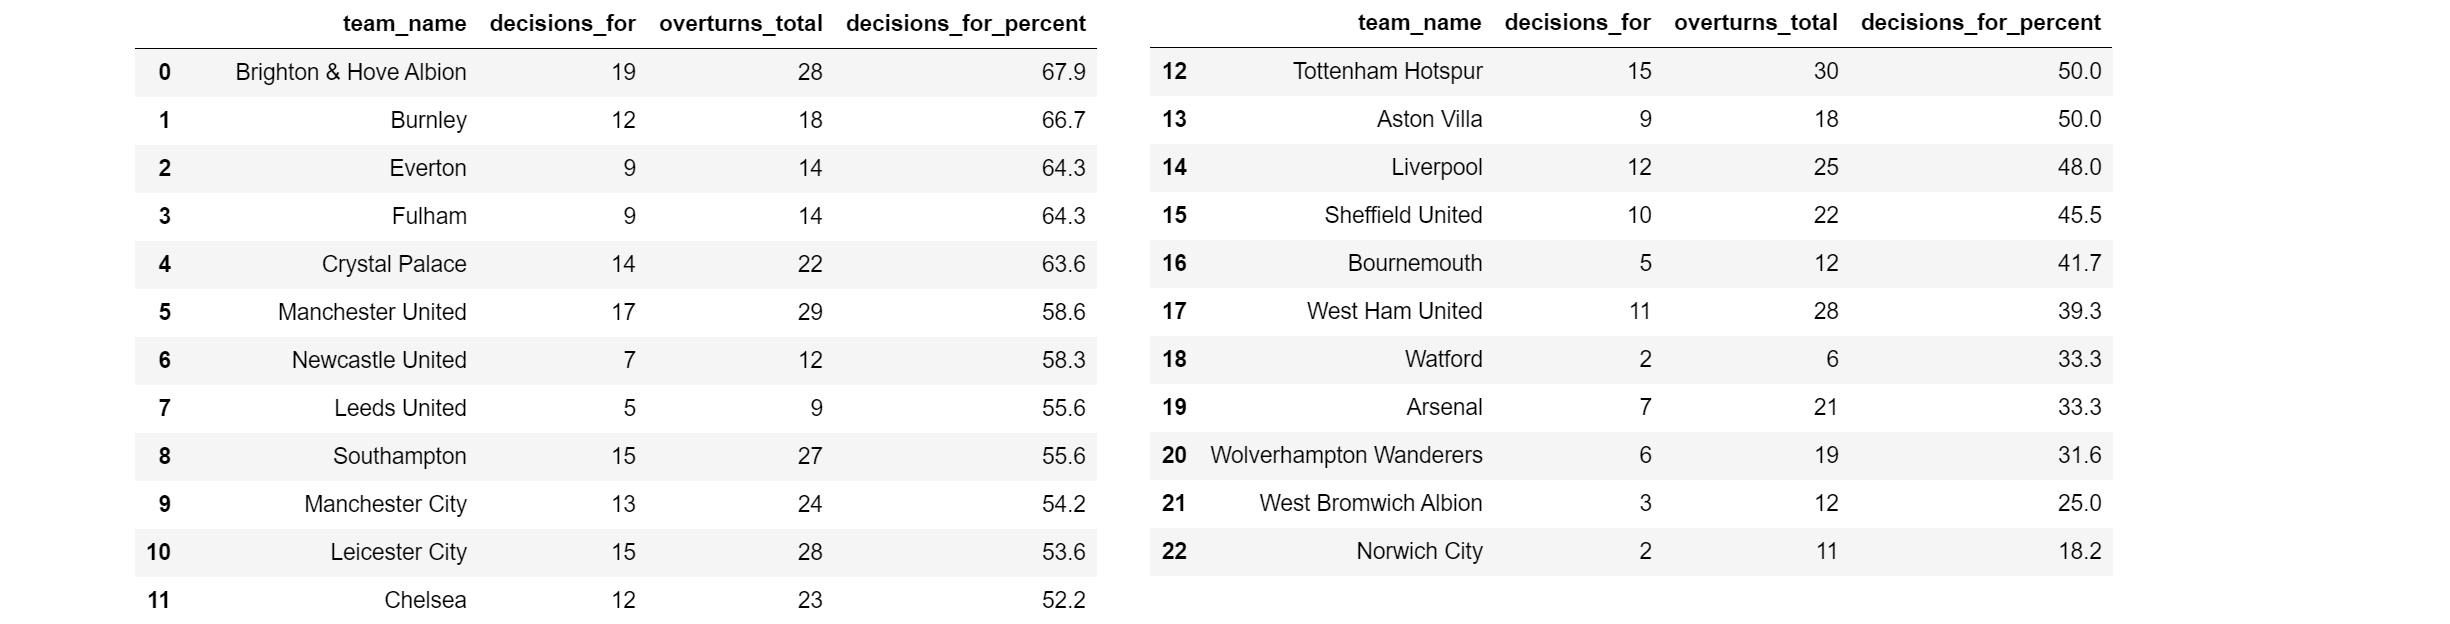 team_name decisions_for overturns_total decisions_for_percent
0 Brighton & Hove Albion 19 28 67.9
1 Burnley 12 18 66.7
2 Everton 9 14 64.3
3 Fulham 9 14 64.3
4 Crystal Palace 14 22 63.6
5 Manchester United 17 29 58.6
6 Newcastle United 7 12 58.3
7 Leeds United 5 9 55.6
8 Southampton 15 27 55.6
9 Manchester City 13 24 54.2
10 Leicester City 15 28 53.6
11 Chelsea 12 23 52.2
team_name decisions_for overturns_total decisions_for_percent
12 Tottenham Hotspur 15 30 50.0
13 Aston Villa 9 18 50.0
14 Liverpool 12 25 48.0
15 Sheffield United 10 22 45.5
16 Bournemouth 5 12 41.7
17 West Ham United 11 28 39.3
18 Watford 2 6 33.3
19 Arsenal 7 21 33.3
20 Wolverhampton Wanderers 6 19 31.6
21 West Bromwich Albion 3 12 25.0
22 Norwich City 2 11 18.2